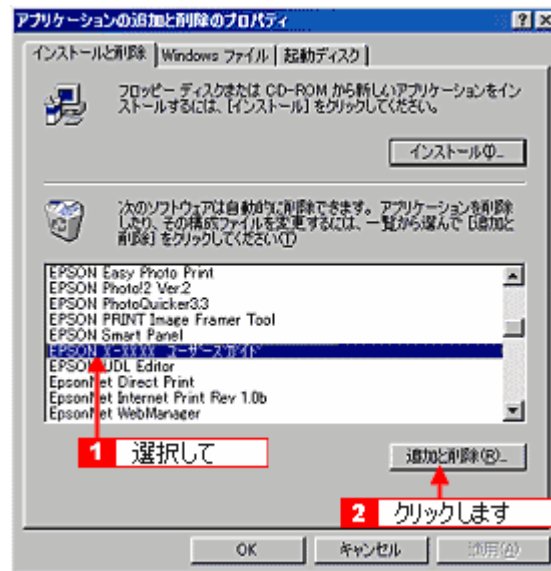 アプリケーションの追加と削除のプロパティ
インストールと削除 Windows ファイル 起動ディスク
フロッピー ディスクまたは CD-ROM から新しいアプリケーションをイン
ストールするには、[インストール] をクリックしてください。
インストール(I)...
次のソフトウェアは自動的に削除できます。アプリケーションを削除
したり、その構成ファイルを変更するには、一覧から選んで [追加と
削除] をクリックしてください(T)
EPSON Easy Photo Print
EPSON Photo!2 Ver.2
EPSON PhotoQuicker3.3
EPSON PRINT Image Framer Tool
EPSON Smart Panel
EPSON X-XXXX ユーザーズガイド
EPSON UDL Editor
EpsonNet Direct Print
EpsonNet Internet Print Rev 1.0b
EpsonNet WebManager
1 選択して
追加と削除(R)...
2 クリックします
OK キャンセル 適用(A)